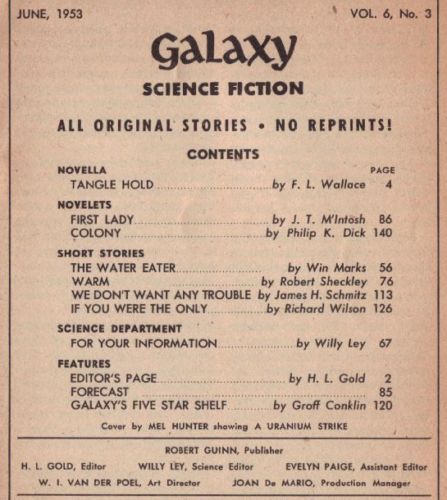 JUNE, 1953 VOL. 6, No. 3
Galaxy
SCIENCE FICTION
ALL ORIGINAL STORIES • NO REPRINTS!
CONTENTS
NOVELLA PAGE
TANGLE HOLD....................by F. L. Wallace 4
NOVELETS
FIRST LADY....................by J. T. M'Intosh 86
COLONY....................by Philip K. Dick 140
SHORT STORIES
THE WATER EATER....................by Win Marks 56
WARM....................by Robert Sheckley 76
WE DON'T WANT ANY TROUBLE by James H. Schmitz 113
IF YOU WERE THE ONLY....................by Richard Wilson 126
SCIENCE DEPARTMENT
FOR YOUR INFORMATION....................by Willy Ley 67
FEATURES
EDITOR'S PAGE....................by H. L. Gold 2
FORECAST 85
GALAXY'S FIVE STAR SHELF....................by Groff Conklin 120
Cover by MEL HUNTER showing A URANIUM STRIKE
ROBERT GUINN, Publisher
H. L. GOLD, Editor WILLY LEY, Science Editor EVELYN PAIGE, Assistant Editor
W. I. VAN DER POEL, Art Director JOAN De MARIO, Production Manager